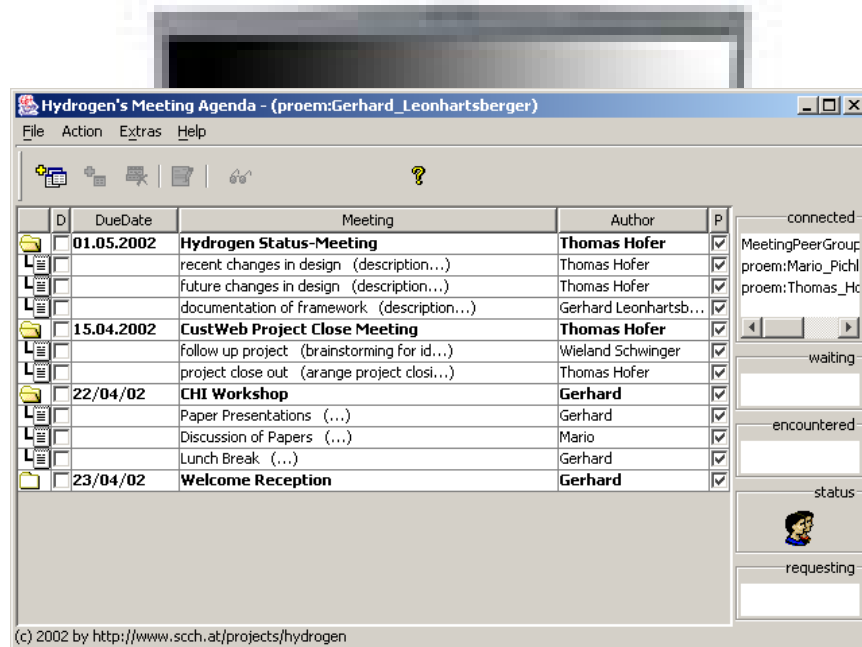 Hydrogen's Meeting Agenda - (proem:Gerhard_Leonhartsberger)
File Action Extras Help
D DueDate Meeting Author P
01.05.2002 Hydrogen Status-Meeting Thomas Hofer
recent changes in design (description...) Thomas Hofer
future changes in design (description...) Thomas Hofer
documentation of framework (description...) Gerhard Leonhartsb...
15.04.2002 CustWeb Project Close Meeting Thomas Hofer
follow up project (brainstorming for id...) Wieland Schwinger
project close out (arange project closi...) Thomas Hofer
22/04/02 CHI Workshop Gerhard
Paper Presentations (...) Gerhard
Discussion of Papers (...) Mario
Lunch Break (...) Gerhard
23/04/02 Welcome Reception Gerhard
connected
MeetingPeerGroup
proem:Mario_Pichl
proem:Thomas_Ho
waiting
encountered
status
requesting
(c) 2002 by http://www.scch.at/projects/hydrogen